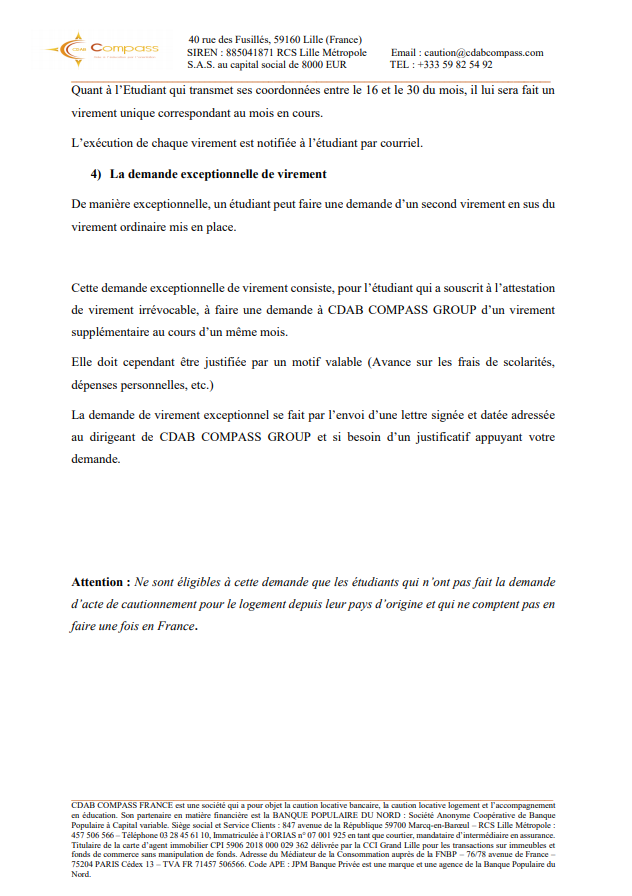 CDAB
Compass
40 rue des Fusillés, 59160 Lille (France)
SIREN : 885041871 RCS Lille Métropole Email : caution@cdabcompass.com
S.A.S. au capital social de 8000 EUR TEL : +333 59 82 54 92
Quant à l’Etudiant qui transmet ses coordonnées entre le 16 et le 30 du mois, il lui sera fait un
virement unique correspondant au mois en cours.
L’exécution de chaque virement est notifiée à l’étudiant par courriel.
4) La demande exceptionnelle de virement
De manière exceptionnelle, un étudiant peut faire une demande d’un second virement en sus du
virement ordinaire mis en place.
Cette demande exceptionnelle de virement consiste, pour l’étudiant qui a souscrit à l’attestation
de virement irrévocable, à faire une demande à CDAB COMPASS GROUP d’un virement
supplémentaire au cours d’un même mois.
Elle doit cependant être justifiée par un motif valable (Avance sur les frais de scolarités,
dépenses personnelles, etc.)
La demande de virement exceptionnel se fait par l’envoi d’une lettre signée et datée adressée
au dirigeant de CDAB COMPASS GROUP et si besoin d’un justificatif appuyant votre
demande.
Attention : Ne sont éligibles à cette demande que les étudiants qui n’ont pas fait la demande
d’acte de cautionnement pour le logement depuis leur pays d’origine et qui ne comptent pas en
faire une fois en France.
CDAB COMPASS FRANCE est une société qui a pour objet la caution locative bancaire, la caution locative logement et l’accompagnement
en éducation. Son partenaire en matière financière est la BANQUE POPULAIRE DU NORD : Société Anonyme Coopérative de Banque
Populaire à Capital variable. Siège social et Service Clients : 847 avenue de la République 59700 Marcq-en-Barœul – RCS Lille Métropole :
457 506 566 – Téléphone 03 28 45 61 10, Immatriculée à l’ORIAS n° 07 001 925 en tant que courtier, mandataire d’intermédiaire en assurance.
Titulaire de la carte d’agent immobilier CPI 5906 2018 000 029 362 délivrée par la CCI Grand Lille pour les transactions sur immeubles et
fonds de commerce sans manipulation de fonds. Adresse du Médiateur de la Consommation auprès de la FNBP – 76/78 avenue de France –
75204 PARIS Cédex 13 – TVA FR 71457 506566. Code APE : JPM Banque Privée est une marque et une agence de la Banque Populaire du
Nord.